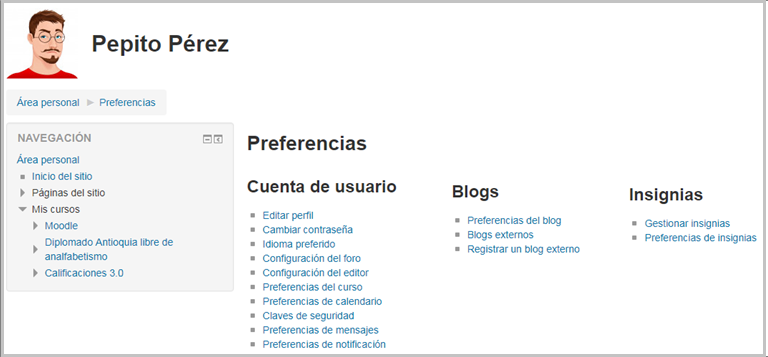 Pepito Pérez
Área personal ► Preferencias
NAVEGACIÓN
Área personal
Inicio del sitio
Páginas del sitio
Mis cursos
Moodle
Diplomado Antioquia libre de
analfabetismo
Calificaciones 3.0
Preferencias
Cuenta de usuario
Editar perfil
Cambiar contraseña
Idioma preferido
Configuración del foro
Configuración del editor
Preferencias del curso
Preferencias de calendario
Claves de seguridad
Preferencias de mensajes
Preferencias de notificación
Blogs
Preferencias del blog
Blogs externos
Registrar un blog externo
Insignias
Gestionar insignias
Preferencias de insignias